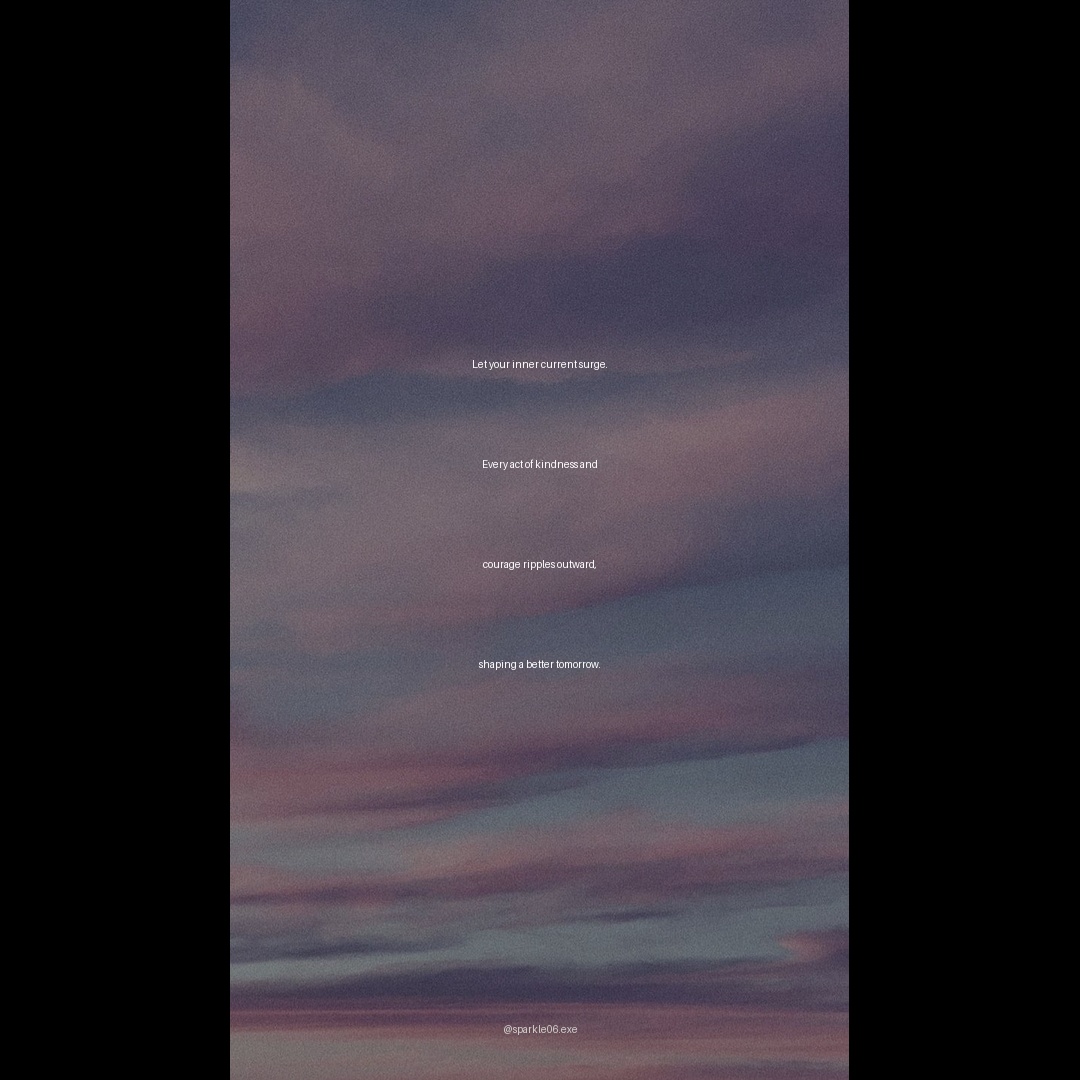 Let your inner current surge.
Every act of kindness and
courage ripples outward,
shaping a better tomorrow.
@sparkle06.exe